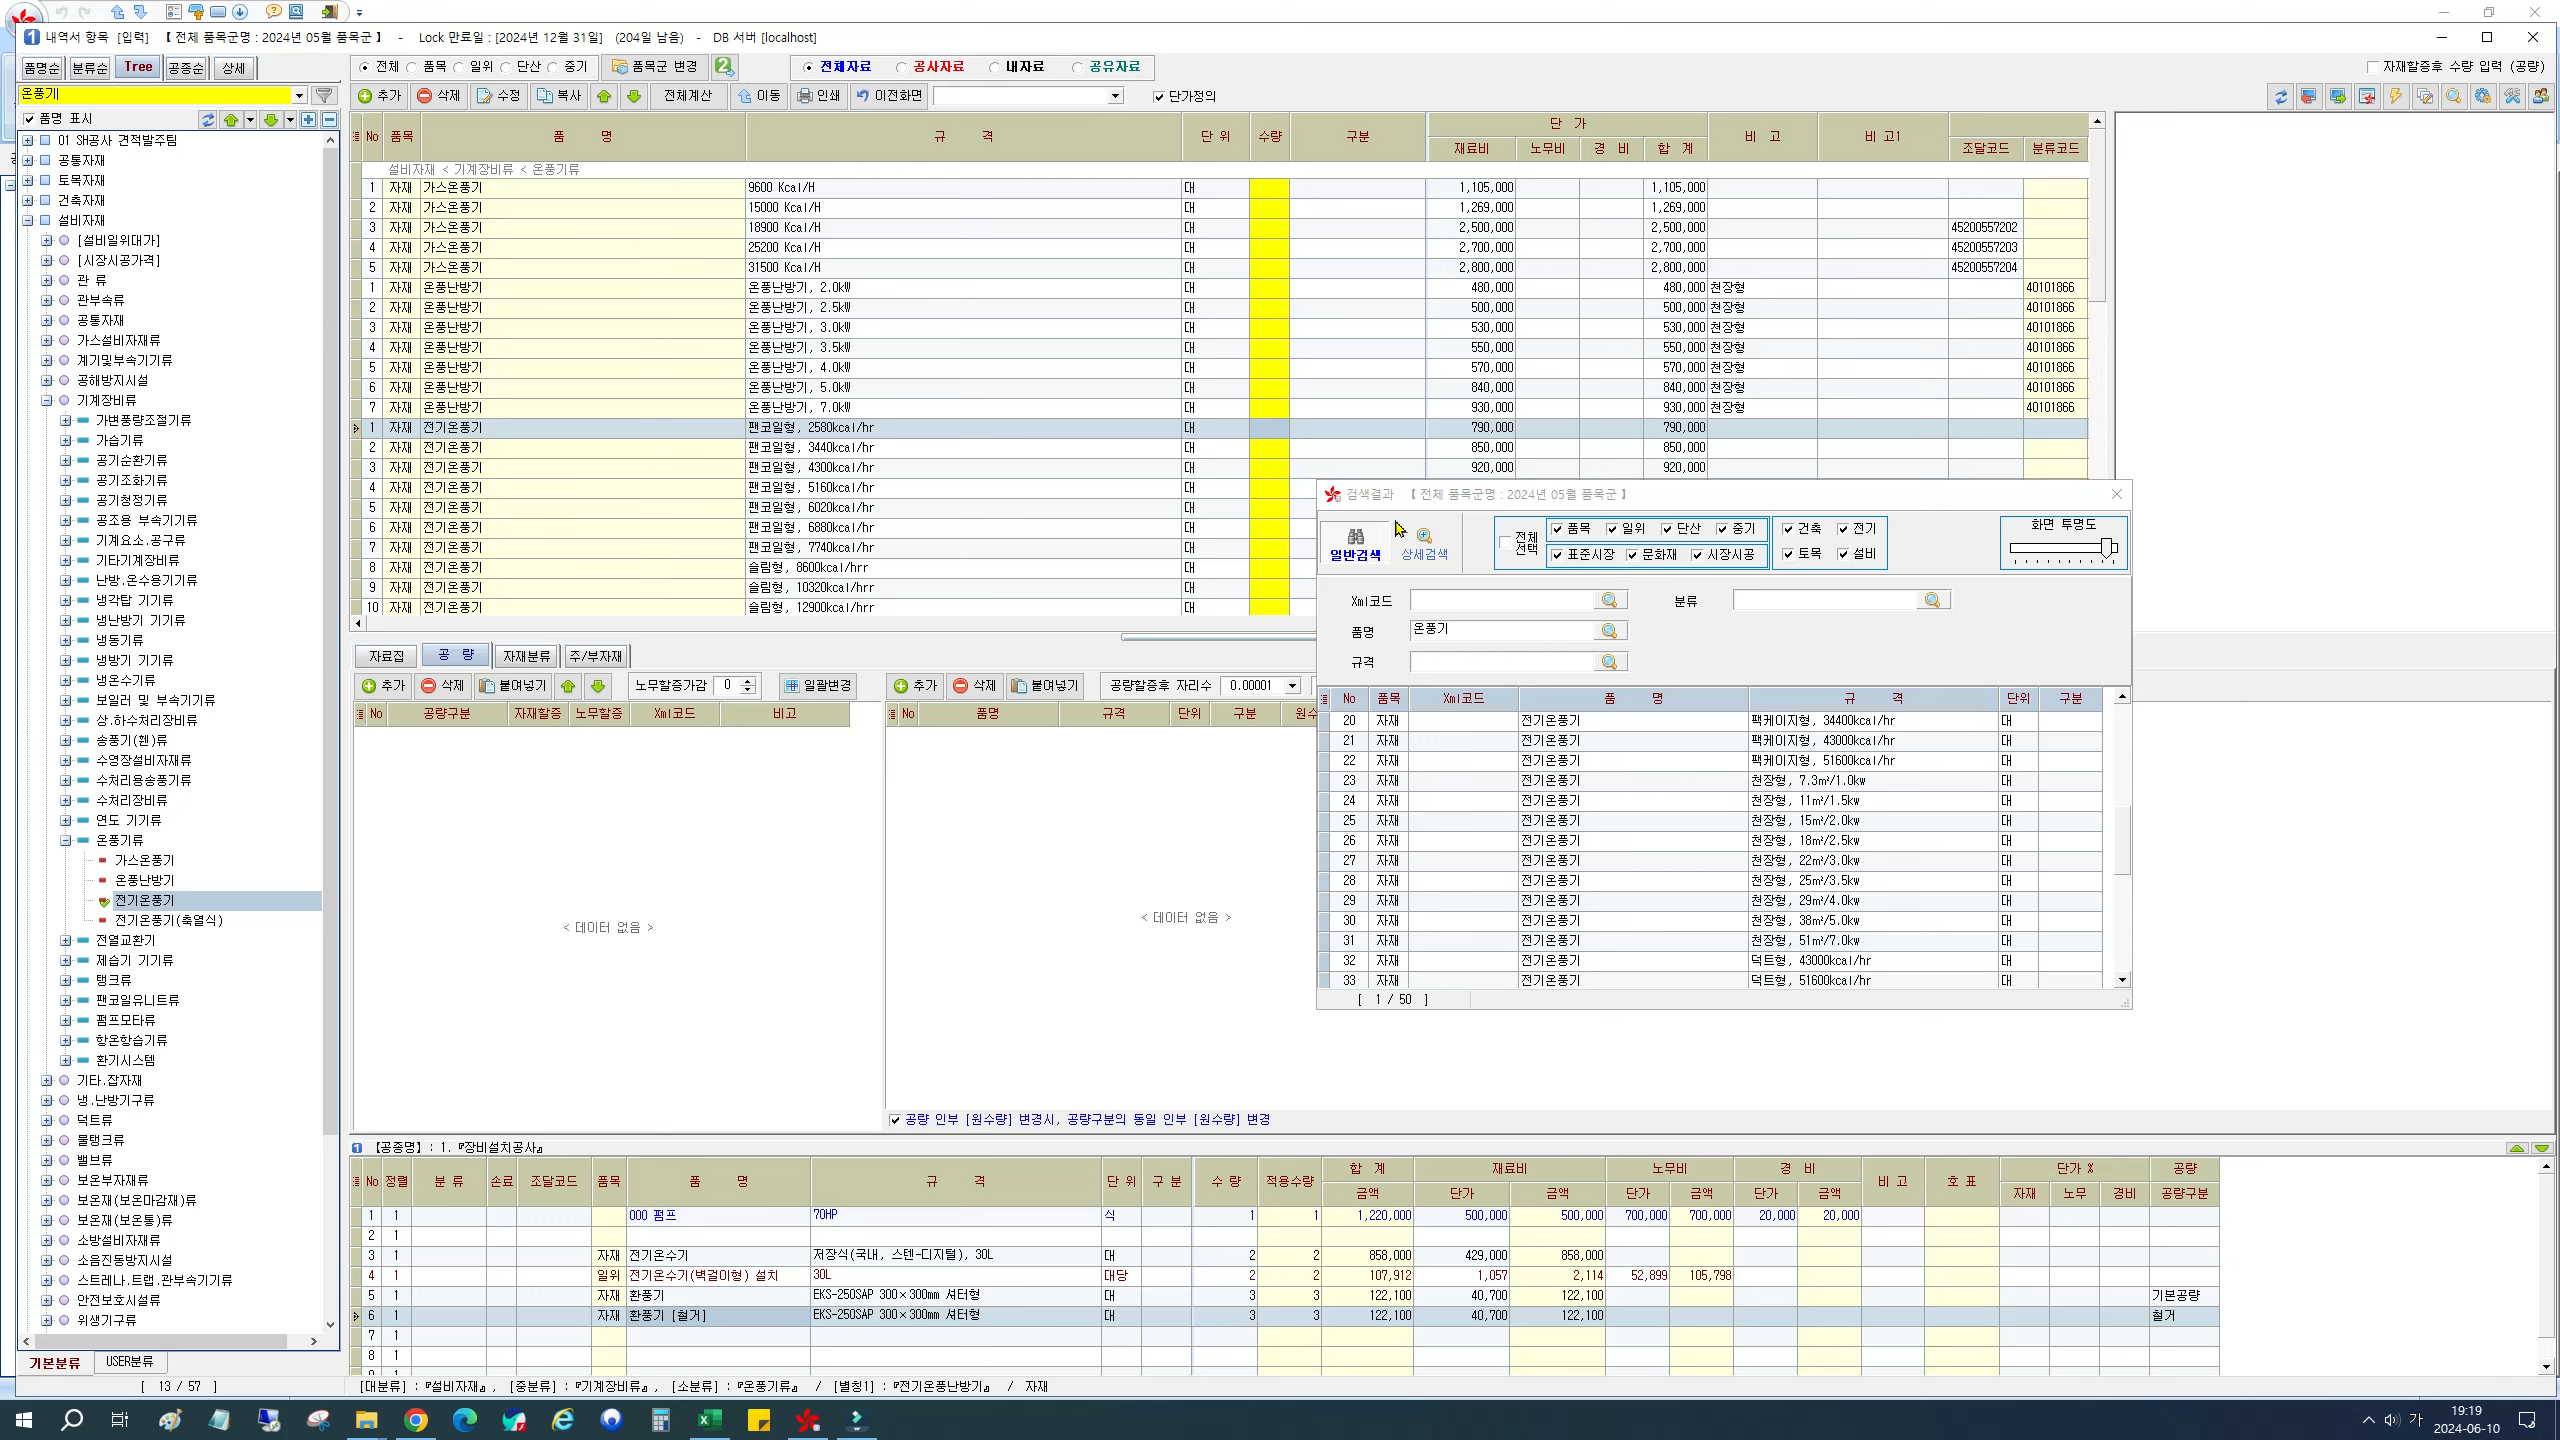 내역서 항목 [입력] 【 전체 품목군명 : 2024년 05월 품목군 】 - Lock 만료일 : [2024년 12월 31일] (204일 남음) - DB 서버 [localhost]
품명순 분류순 Tree 공종순 상세
전체 품목 일위 단산 중기 품목군 변경 전체자료 공사자료 내자료 공유자료 자재할증후 수량 입력 (공량)
온풍기 추가 삭제 수정 복사 전체계산 이동 인쇄 이전화면 단가정의
품명 표시
01 SH공사 견적발주팀
공통자재
토목자재
건축자재
설비자재
[설비일위대가]
[시장시공가격]
관 류
관부속류
공통자재
가스설비자재류
계기및부속기기류
공해방지시설
기계장비류
가변풍량조절기류
가습기류
공기순환기류
공기조화기류
공기청정기류
공조용 부속기기류
기계요소.공구류
기타기계장비류
난방.온수용기기류
냉각탑 기기류
냉난방기 기기류
냉동기류
냉방기 기기류
냉온수기류
보일러 및 부속기기류
상.하수처리장비류
송풍기(휀)류
수영장설비자재류
수처리용송풍기류
수처리장비류
연도 기기류
온풍기류
가스온풍기
온풍난방기
전기온풍기
전기온풍기(축열식)
전열교환기
제습기 기기류
탱크류
팬코일유니트류
펌프모타류
항온항습기류
환기시스템
기타.잡자재
냉.난방기구류
덕트류
물탱크류
밸브류
보온부자재류
보온재(보온마감재)류
보온재(보온통)류
소방설비자재류
소음진동방지시설
스트레나.트랩.관부속기기류
안전보호시설류
위생기구류
기본분류 USER분류
[ 13 / 57 ]
No 품목 품 명 규 격 단 위 수량 구분 단 가 비 고 비 고1
재료비 노무비 경 비 합 계 조달코드 분류코드
설비자재 < 기계장비류 < 온풍기류
1 자재 가스온풍기 9600 Kcal/H 대 1,105,000 1,105,000
2 자재 가스온풍기 15000 Kcal/H 대 1,269,000 1,269,000
3 자재 가스온풍기 18900 Kcal/H 대 2,500,000 2,500,000 45200557202
4 자재 가스온풍기 25200 Kcal/H 대 2,700,000 2,700,000 45200557203
5 자재 가스온풍기 31500 Kcal/H 대 2,800,000 2,800,000 45200557204
1 자재 온풍난방기 온풍난방기, 2.0kW 대 480,000 480,000 천장형 40101866
2 자재 온풍난방기 온풍난방기, 2.5kW 대 500,000 500,000 천장형 40101866
3 자재 온풍난방기 온풍난방기, 3.0kW 대 530,000 530,000 천장형 40101866
4 자재 온풍난방기 온풍난방기, 3.5kW 대 550,000 550,000 천장형 40101866
5 자재 온풍난방기 온풍난방기, 4.0kW 대 570,000 570,000 천장형 40101866
6 자재 온풍난방기 온풍난방기, 5.0kW 대 840,000 840,000 천장형 40101866
7 자재 온풍난방기 온풍난방기, 7.0kW 대 930,000 930,000 천장형 40101866
1 자재 전기온풍기 팬코일형, 2580kcal/hr 대 790,000 790,000
2 자재 전기온풍기 팬코일형, 3440kcal/hr 대 850,000 850,000
3 자재 전기온풍기 팬코일형, 4300kcal/hr 대 920,000 920,000
4 자재 전기온풍기 팬코일형, 5160kcal/hr 대
5 자재 전기온풍기 팬코일형, 6020kcal/hr 대
6 자재 전기온풍기 팬코일형, 6880kcal/hr 대
7 자재 전기온풍기 팬코일형, 7740kcal/hr 대
8 자재 전기온풍기 슬림형, 8600kcal/hrr 대
9 자재 전기온풍기 슬림형, 10320kcal/hrr 대
10 자재 전기온풍기 슬림형, 12900kcal/hrr 대
자료집 공 량 자재분류 주/부자재
추가 삭제 붙여넣기 노무할증가감 0 일괄변경 추가 삭제 붙여넣기 공량할증후 자리수 0.00001
No 공량구분 자재할증 노무할증 Xml코드 비고 No 품명 규격 단위 구분 원수
< 데이터 없음 > < 데이터 없음 >
공량 인부 [원수량] 변경시, 공량구분의 동일 인부 [원수량] 변경
검색결과 【 전체 품목군명 : 2024년 05월 품목군 】
일반검색 상세검색 전체 선택 품목 일위 단산 중기 건축 전기 화면 투명도
표준시장 문화재 시장시공 토목 설비
Xml코드 분류
품명 온풍기
규격
No 품목 Xml코드 품 명 규 격 단위 구분
20 자재 전기온풍기 팩케이지형, 34400kcal/hr 대
21 자재 전기온풍기 팩케이지형, 43000kcal/hr 대
22 자재 전기온풍기 팩케이지형, 51600kcal/hr 대
23 자재 전기온풍기 천장형, 7.3㎡/1.0kw 대
24 자재 전기온풍기 천장형, 11㎡/1.5kw 대
25 자재 전기온풍기 천장형, 15㎡/2.0kw 대
26 자재 전기온풍기 천장형, 18㎡/2.5kw 대
27 자재 전기온풍기 천장형, 22㎡/3.0kw 대
28 자재 전기온풍기 천장형, 25㎡/3.5kw 대
29 자재 전기온풍기 천장형, 29㎡/4.0kw 대
30 자재 전기온풍기 천장형, 38㎡/5.0kw 대
31 자재 전기온풍기 천장형, 51㎡/7.0kw 대
32 자재 전기온풍기 덕트형, 43000kcal/hr 대
33 자재 전기온풍기 덕트형, 51600kcal/hr 대
[ 1 / 50 ]
【공종명】 : 1. 『장비설치공사』
No 정렬 분 류 손료 조달코드 품목 품 명 규 격 단 위 구 분 수 량 적용수량 합 계 재료비 노무비 경 비 비 고 호 표 단가 % 공량
금액 단가 금액 단가 금액 단가 금액 자재 노무 경비 공량구분
1 1 000 펌프 70HP 식 1 1 1,220,000 500,000 500,000 700,000 700,000 20,000 20,000
2 1
3 1 자재 전기온수기 저장식(국내, 스텐-디지털), 30L 대 2 2 858,000 429,000 858,000
4 1 일위 전기온수기(벽걸이형) 설치 30L 대당 2 2 107,912 1,057 2,114 52,899 105,798
5 1 자재 환풍기 EKS-250SAP 300×300mm 셔터형 대 3 3 122,100 40,700 122,100 기본공량
6 1 자재 환풍기 [철거] EKS-250SAP 300×300mm 셔터형 대 3 3 122,100 40,700 122,100 철거
7 1
8 1
[대분류] : 『설비자재』, [중분류] : 『기계장비류』, [소분류] : 『온풍기류』 / [별칭1] : 『전기온풍난방기』 / 자재
가 19:19
2024-06-10